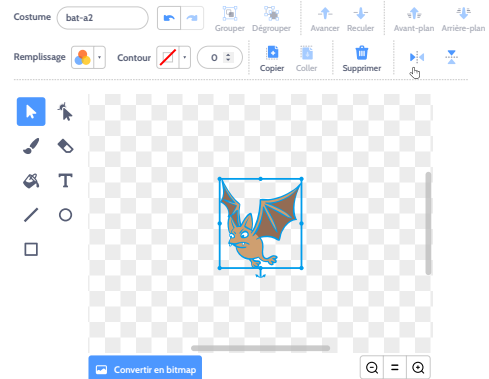 Costume bat-a2 Grouper Dégrouper Avancer Reculer Avant-plan Arrière-plan
Remplissage Contour 0 Copier Coller Supprimer
T
Convertir en bitmap